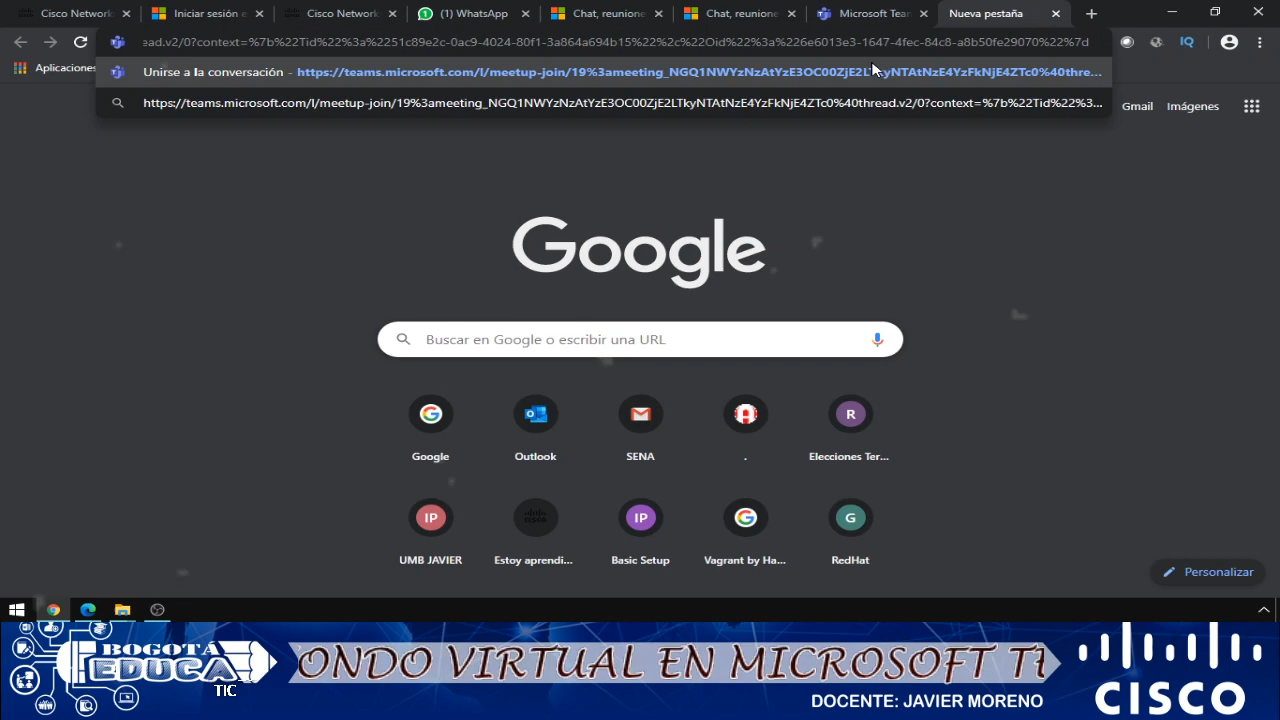 Cisco Network
Iniciar sesión e
Cisco Network
(1) WhatsApp
Chat, reunione
Chat, reunione
Microsoft Tear
Nueva pestaña
ead.v2/0?context=%7b%22Tid%22%3a%2251c89e2c-0ac9-4024-80f1-3a864a694b15%22%2c%22Oid%22%3a%226e6013e3-1647-4fec-84c8-a8b50fe29070%22%7d
IQ
Aplicaciones
Unirse a la conversación - https://teams.microsoft.com/l/meetup-join/19%3ameeting_NGQ1NWYzNzAtYzE3OC00ZjE2LTkyNTAtNzE4YzFkNjE4ZTc0%40thre...
https://teams.microsoft.com/l/meetup-join/19%3ameeting_NGQ1NWYzNzAtYzE3OC00ZjE2LTkyNTAtNzE4YzFkNjE4ZTc0%40thread.v2/0?context=%7b%22Tid%22%3...
Gmail
Imágenes
Google
Buscar en Google o escribir una URL
R
Google
Outlook
SENA
.
Elecciones Ter...
IP
cisco
IP
G
UMB JAVIER
Estoy aprendi...
Basic Setup
Vagrant by Ha...
RedHat
Personalizar
BOGOTÁ
EDUCA
TIC
ONDO VIRTUAL EN MICROSOFT TE
DOCENTE: JAVIER MORENO
CISCO